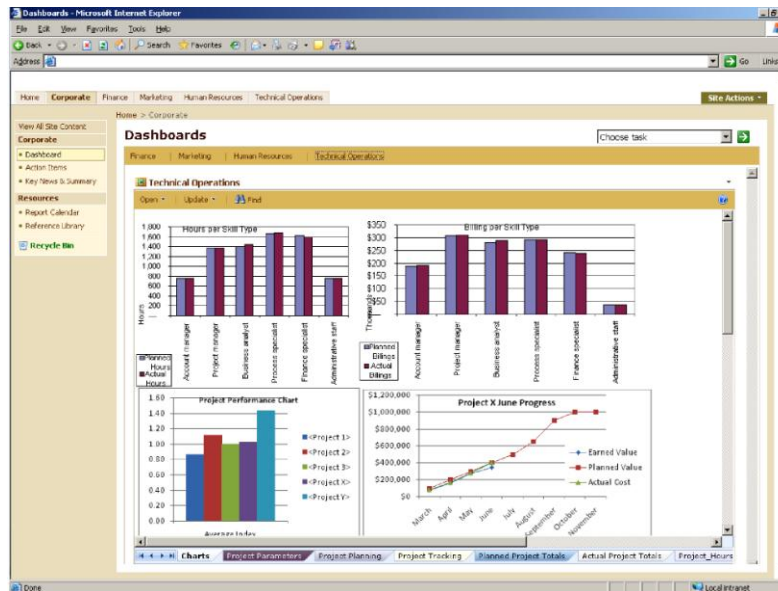 Dashboards - Microsoft Internet Explorer
File Edit View Favorites Tools Help
Back Search Favorites
Address Go Links
Home Corporate Finance Marketing Human Resources Technical Operations Site Actions
Home > Corporate
View All Site Content
Corporate
Dashboard
Action Items
Key News & Summary
Resources
Report Calendar
Reference Library
Recycle Bin
Dashboards
Choose task
Finance | Marketing | Human Resources | Technical Operations
Technical Operations
Open Update Find
Hours per Skill Type
1,800
1,600
1,400
1,200
1,000
800
600
400
200
Hours
Account manager
Project manager
Business analyst
Process specialist
Finance specialist
Administrative staff
Planned Hours
Actual Hours
Billing per Skill Type
$350
$300
$250
$200
$150
$100
$50
Thousands
Account manager
Project manager
Business analyst
Process specialist
Finance specialist
Administrative staff
Planned Billings
Actual Billings
Project Performance Chart
1.60
1.40
1.20
1.00
0.80
0.60
0.40
0.20
0.00
Average Index
<Project 1>
<Project 2>
<Project 3>
<Project X>
<Project Y>
Project X June Progress
$1,200,000
$1,000,000
$800,000
$600,000
$400,000
$200,000
$0
March
April
May
June
July
August
September
October
November
Earned Value
Planned Value
Actual Cost
Charts Project Parameters Project Planning Project Tracking Planned Project Totals Actual Project Totals Project_Hours
Done Local intranet